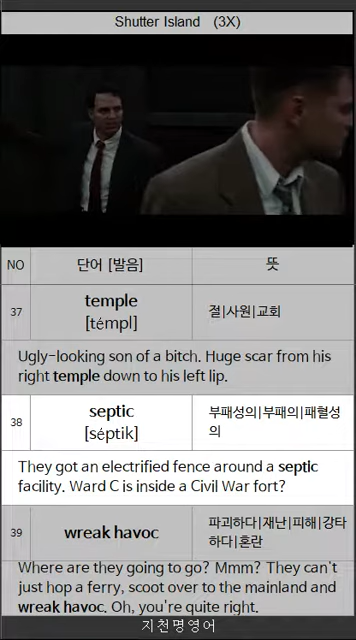 Shutter Island (3X)
NO 단어 [발음] 뜻
37 temple [témpl] 절|사원|교회
Ugly-looking son of a bitch. Huge scar from his
right temple down to his left lip.
38 septic [séptik] 부패성의|부패의|패혈성
의
They got an electrified fence around a septic
facility. Ward C is inside a Civil War fort?
39 wreak havoc 파괴하다|재난|피해|강타
하다|혼란
Where are they going to go? Mmm? They can't
just hop a ferry, scoot over to the mainland and
wreak havoc. Oh, you're quite right.
지천명영어